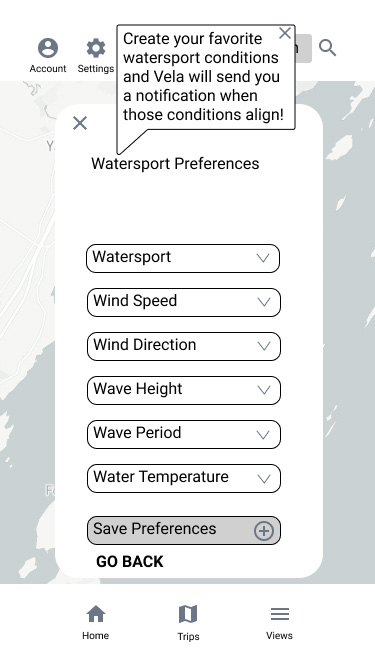 Create your favorite
watersport conditions
and Vela will send you
a notification when
those conditions align!
Account
Settings
Watersport Preferences
Watersport
Wind Speed
Wind Direction
Wave Height
Wave Period
Water Temperature
Save Preferences
GO BACK
Home
Trips
Views